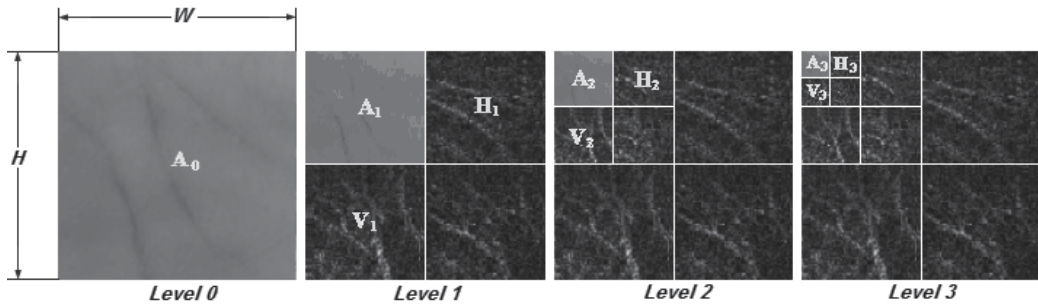 W
H
A0
Level 0
A1
H1
V1
Level 1
A2
H2
V2
Level 2
A3
H3
V3
Level 3